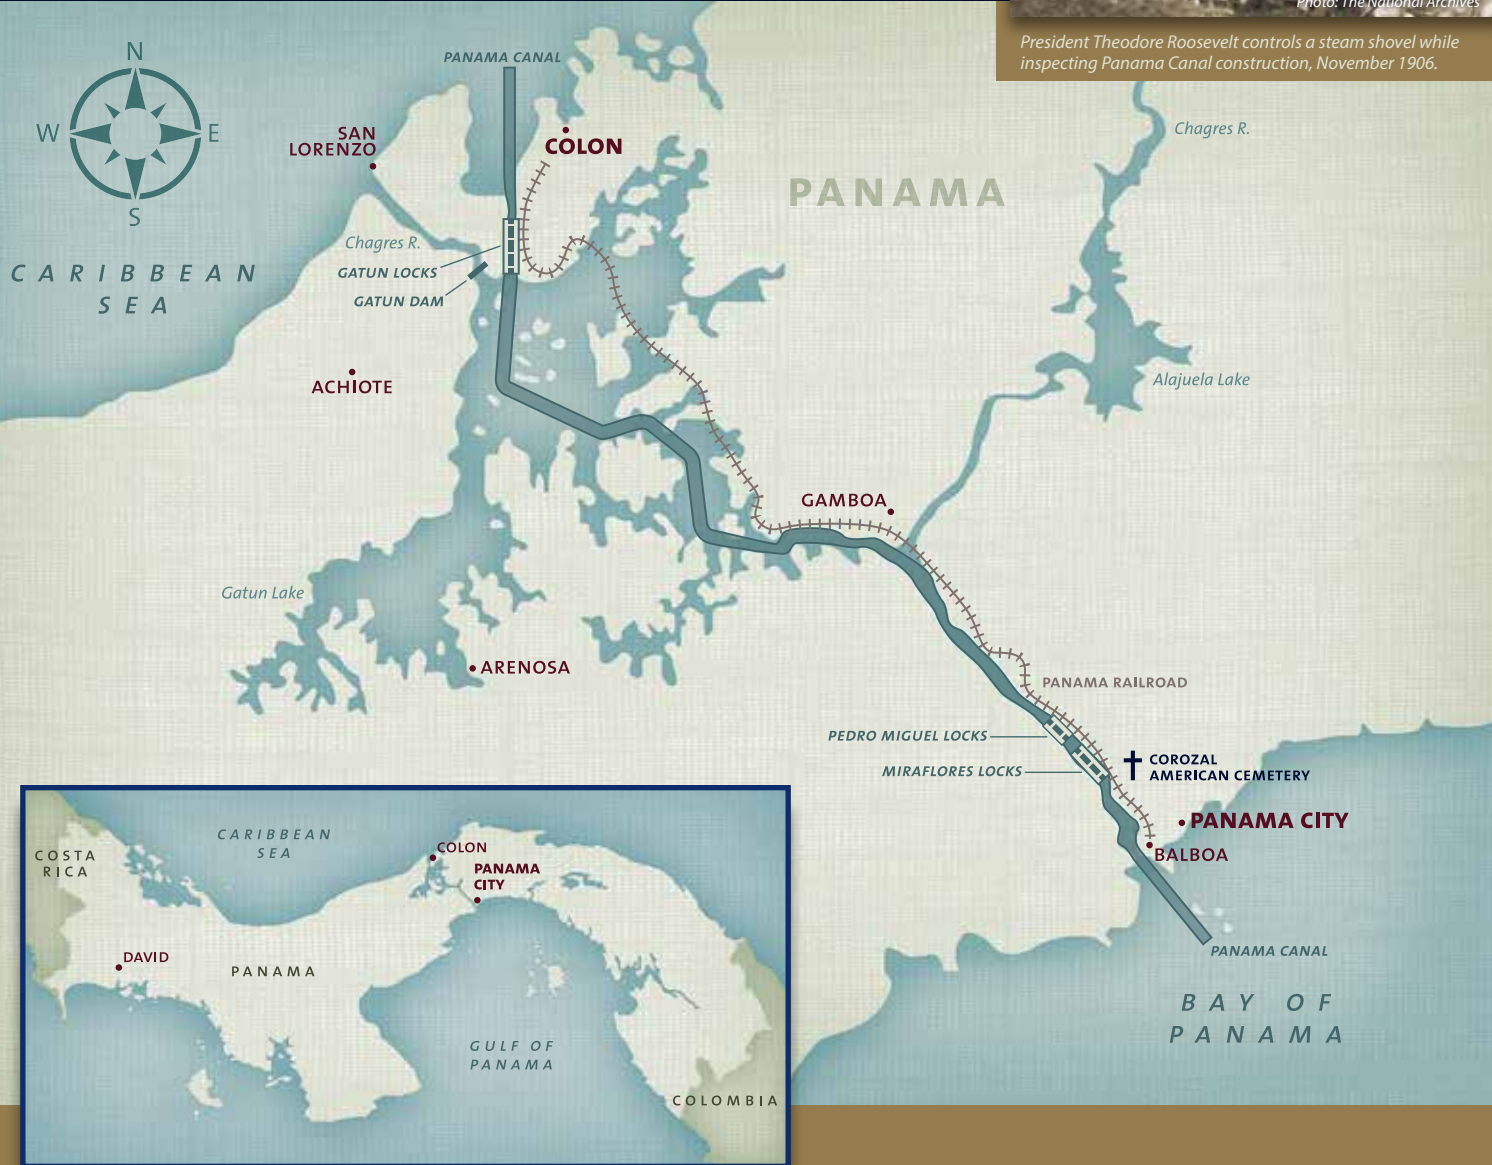 Photo: The National Archives
President Theodore Roosevelt controls a steam shovel while
inspecting Panama Canal construction, November 1906.
N
W
E
S
PANAMA CANAL
SAN
LORENZO
COLON
Chagres R.
PANAMA
Chagres R.
GATUN LOCKS
GATUN DAM
CARIBBEAN
SEA
ACHIOTE
Alajuela Lake
GAMBOA
Gatun Lake
ARENOSA
PANAMA RAILROAD
PEDRO MIGUEL LOCKS
MIRAFLORES LOCKS
COROZAL
AMERICAN CEMETERY
PANAMA CITY
BALBOA
PANAMA CANAL
BAY OF
PANAMA
CARIBBEAN
SEA
COSTA
RICA
COLON
PANAMA
CITY
DAVID
PANAMA
GULF OF
PANAMA
COLOMBIA